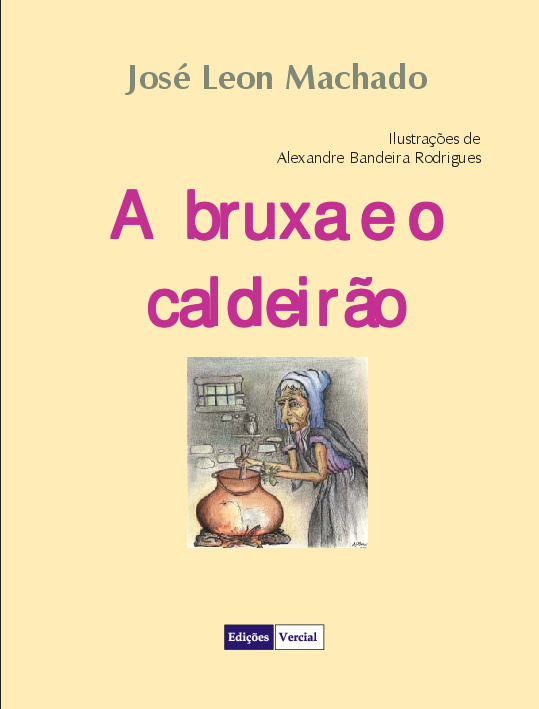 José Leon Machado
Ilustrações de
Alexandre Bandeira Rodrigues
A bruxa e o
caldeirão
Edições Vercial